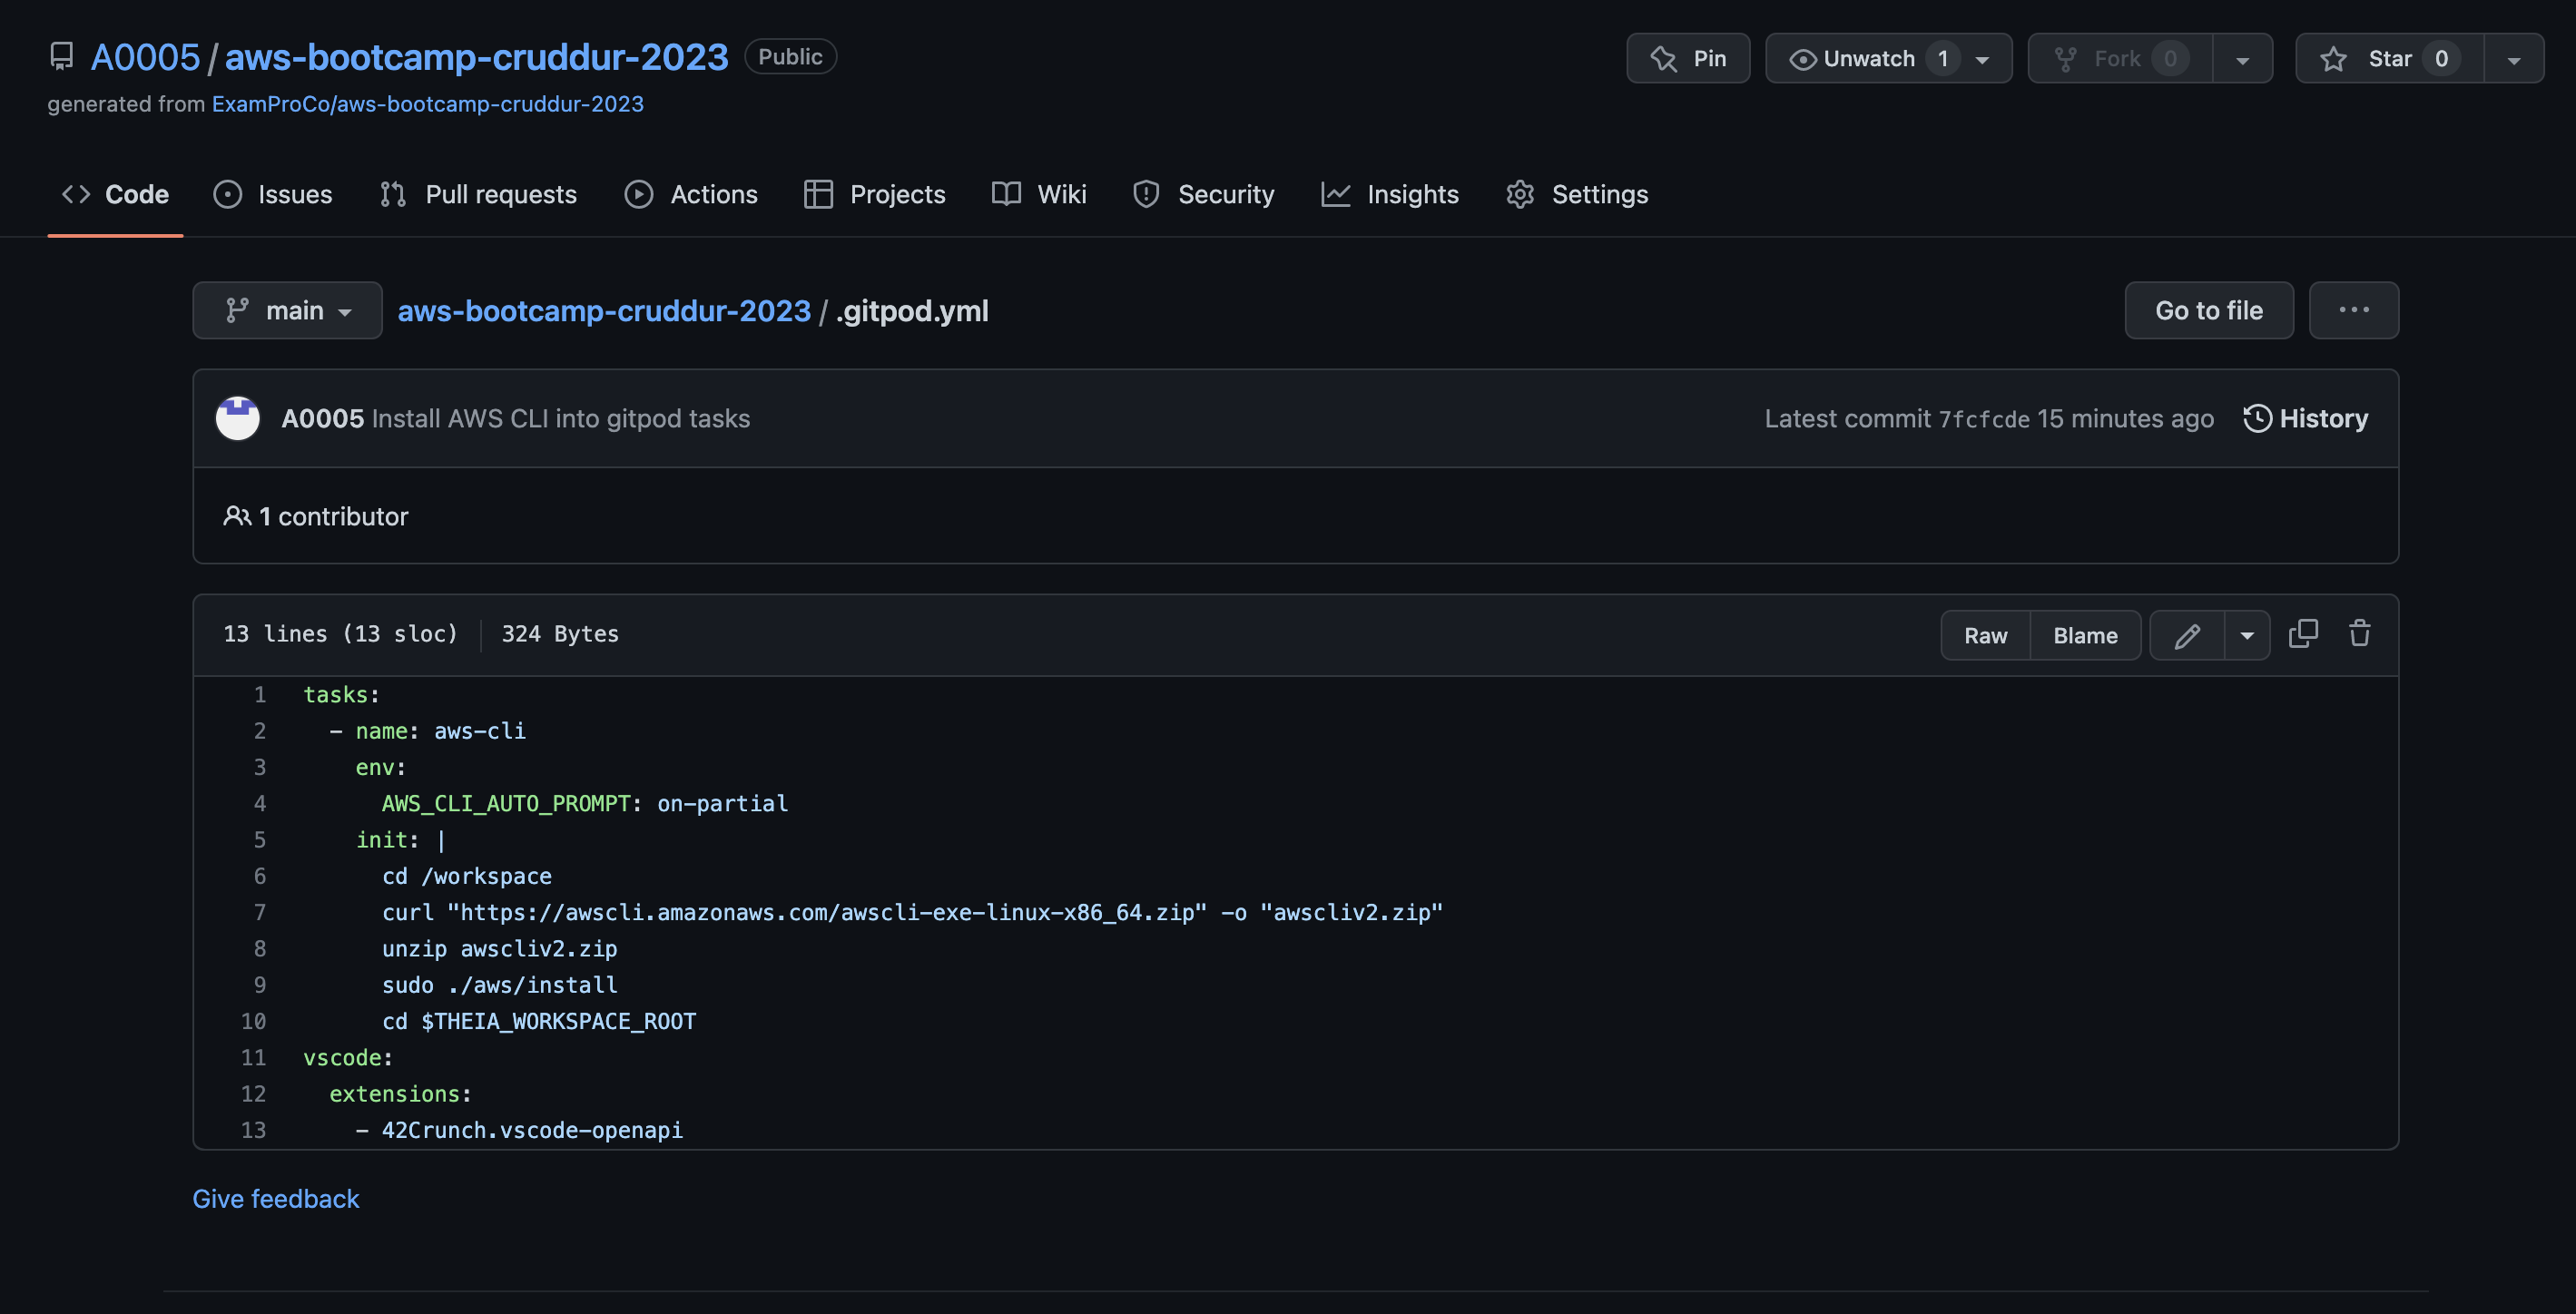 A0005 / aws-bootcamp-cruddur-2023 Public Pin Unwatch 1 Fork 0 Star 0
generated from ExamProCo/aws-bootcamp-cruddur-2023
Code Issues Pull requests Actions Projects Wiki Security Insights Settings
main aws-bootcamp-cruddur-2023 / .gitpod.yml Go to file ...
A0005 Install AWS CLI into gitpod tasks Latest commit 7fcfcde 15 minutes ago History
1 contributor
13 lines (13 sloc) 324 Bytes Raw Blame
1 tasks:
2   - name: aws-cli
3     env:
4       AWS_CLI_AUTO_PROMPT: on-partial
5     init: |
6       cd /workspace
7       curl "https://awscli.amazonaws.com/awscli-exe-linux-x86_64.zip" -o "awscliv2.zip"
8       unzip awscliv2.zip
9       sudo ./aws/install
10       cd $THEIA_WORKSPACE_ROOT
11 vscode:
12   extensions:
13     - 42Crunch.vscode-openapi
Give feedback